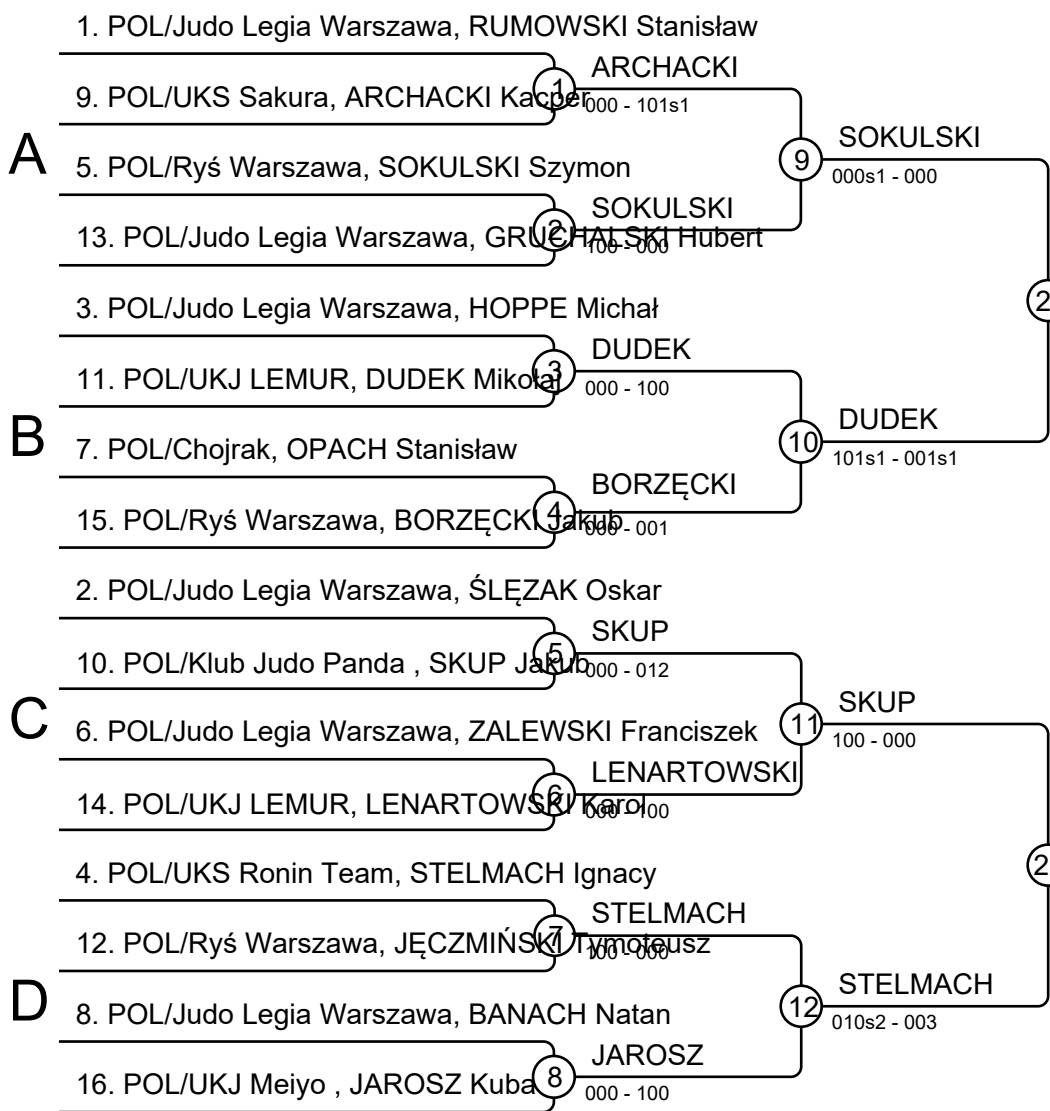 1. POL/Judo Legia Warszawa, RUMOWSKI Stanisław
ARCHACKI
1
9. POL/UKS Sakura, ARCHACKI Kacper
000 - 101s1
SOKULSKI
A
9
5. POL/Ryś Warszawa, SOKULSKI Szymon
000s1 - 000
SOKULSKI
2
13. POL/Judo Legia Warszawa, GRUCHALSKI Hubert
100 - 000
3. POL/Judo Legia Warszawa, HOPPE Michał
2
DUDEK
3
11. POL/UKJ LEMUR, DUDEK Mikołaj
000 - 100
DUDEK
B
10
7. POL/Chojrak, OPACH Stanisław
101s1 - 001s1
BORZĘCKI
4
15. POL/Ryś Warszawa, BORZĘCKI Jakub
000 - 001
2. POL/Judo Legia Warszawa, ŚLĘZAK Oskar
SKUP
5
10. POL/Klub Judo Panda , SKUP Jakub
000 - 012
SKUP
C
11
6. POL/Judo Legia Warszawa, ZALEWSKI Franciszek
100 - 000
LENARTOWSKI
6
14. POL/UKJ LEMUR, LENARTOWSKI Karol
000 - 100
4. POL/UKS Ronin Team, STELMACH Ignacy
2
STELMACH
7
12. POL/Ryś Warszawa, JĘCZMIŃSKI Tymoteusz
100 - 000
STELMACH
D
12
8. POL/Judo Legia Warszawa, BANACH Natan
010s2 - 003
JAROSZ
8
16. POL/UKJ Meiyo , JAROSZ Kuba
000 - 100